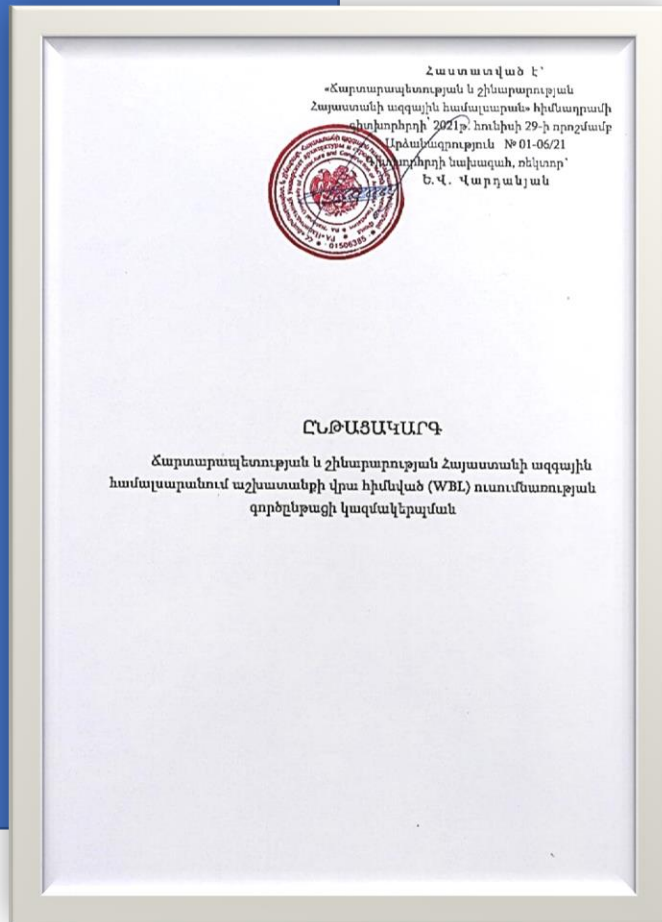 Հաստատված է՝
«Ճարտարապետության և շինարարության
Հայաստանի ազգային համալսարան» հիմնադրամի
գիտխորհրդի՝ 2021թ. հունիսի 29-ի որոշմամբ
Արձանագրություն № 01-06/21
Գիտխորհրդի նախագահ, ռեկտոր՝
Ե.Վ. Վարդանյան
01506385
ԸՆԹԱՑԱԿԱՐԳ
Ճարտարապետության և շինարարության Հայաստանի ազգային
համալսարանում աշխատանքի վրա հիմնված (WBL) ուսումնառության
գործընթացի կազմակերպման